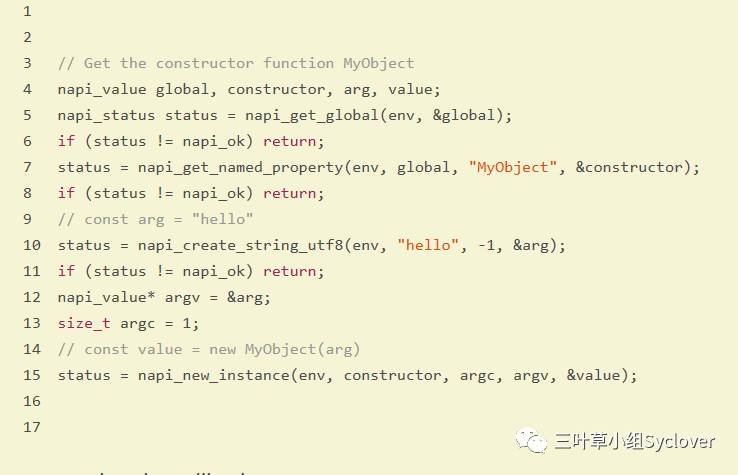 1
2
3 // Get the constructor function MyObject
4 napi_value global, constructor, arg, value;
5 napi_status status = napi_get_global(env, &global);
6 if (status != napi_ok) return;
7 status = napi_get_named_property(env, global, "MyObject", &constructor);
8 if (status != napi_ok) return;
9 // const arg = "hello"
10 status = napi_create_string_utf8(env, "hello", -1, &arg);
11 if (status != napi_ok) return;
12 napi_value* argv = &arg;
13 size_t argc = 1;
14 // const value = new MyObject(arg)
15 status = napi_new_instance(env, constructor, argc, argv, &value);
16
17
三叶草小组Syclover